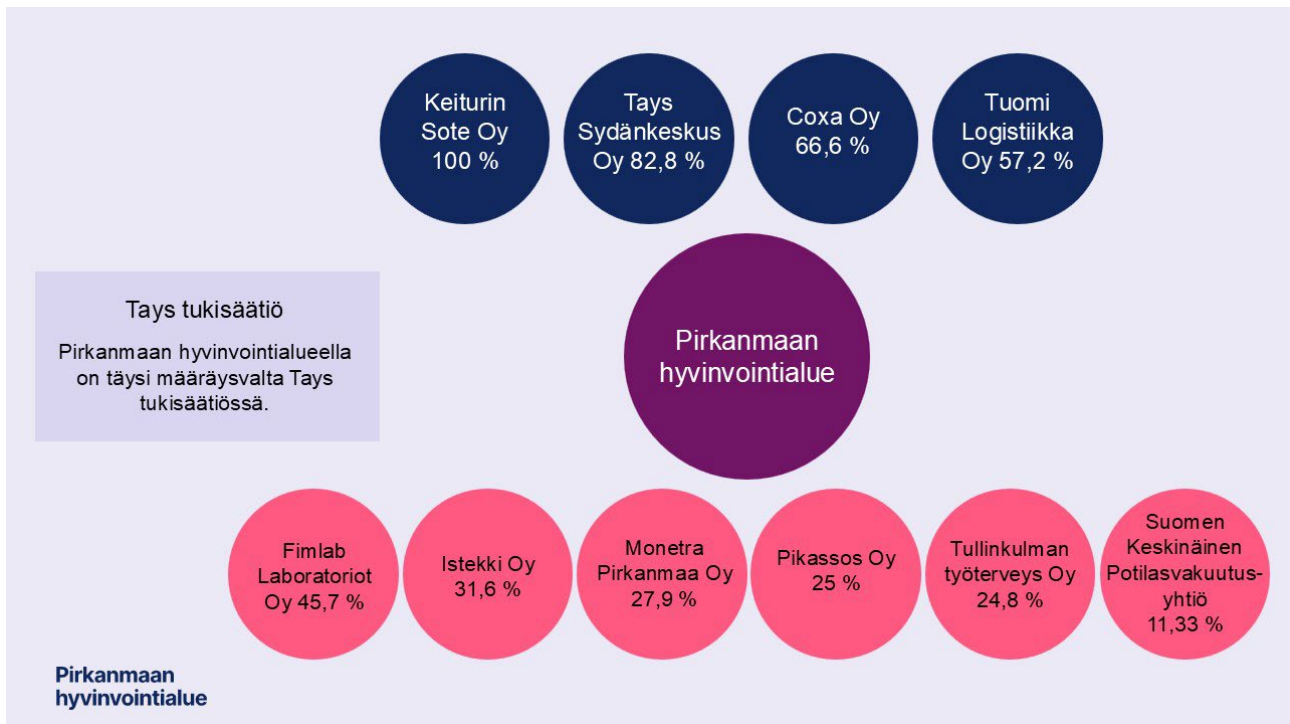 Keiturin
Sote Oy
100 %
Tays
Sydänkeskus
Oy 82,8 %
Coxa Oy
66,6 %
Tuomi
Logistiikka
Oy 57,2 %
Tays tukisäätiö
Pirkanmaan hyvinvointialueella
on täysi määräysvalta Tays
tukisäätiössä.
Pirkanmaan
hyvinvointialue
Fimlab
Laboratoriot
Oy 45,7 %
Istekki Oy
31,6 %
Monetra
Pirkanmaa Oy
27,9 %
Pikassos Oy
25 %
Tullinkulman
työterveys Oy
24,8 %
Suomen
Keskinäinen
Potilasvakuutus-
yhtiö
11,33 %
Pirkanmaan
hyvinvointialue